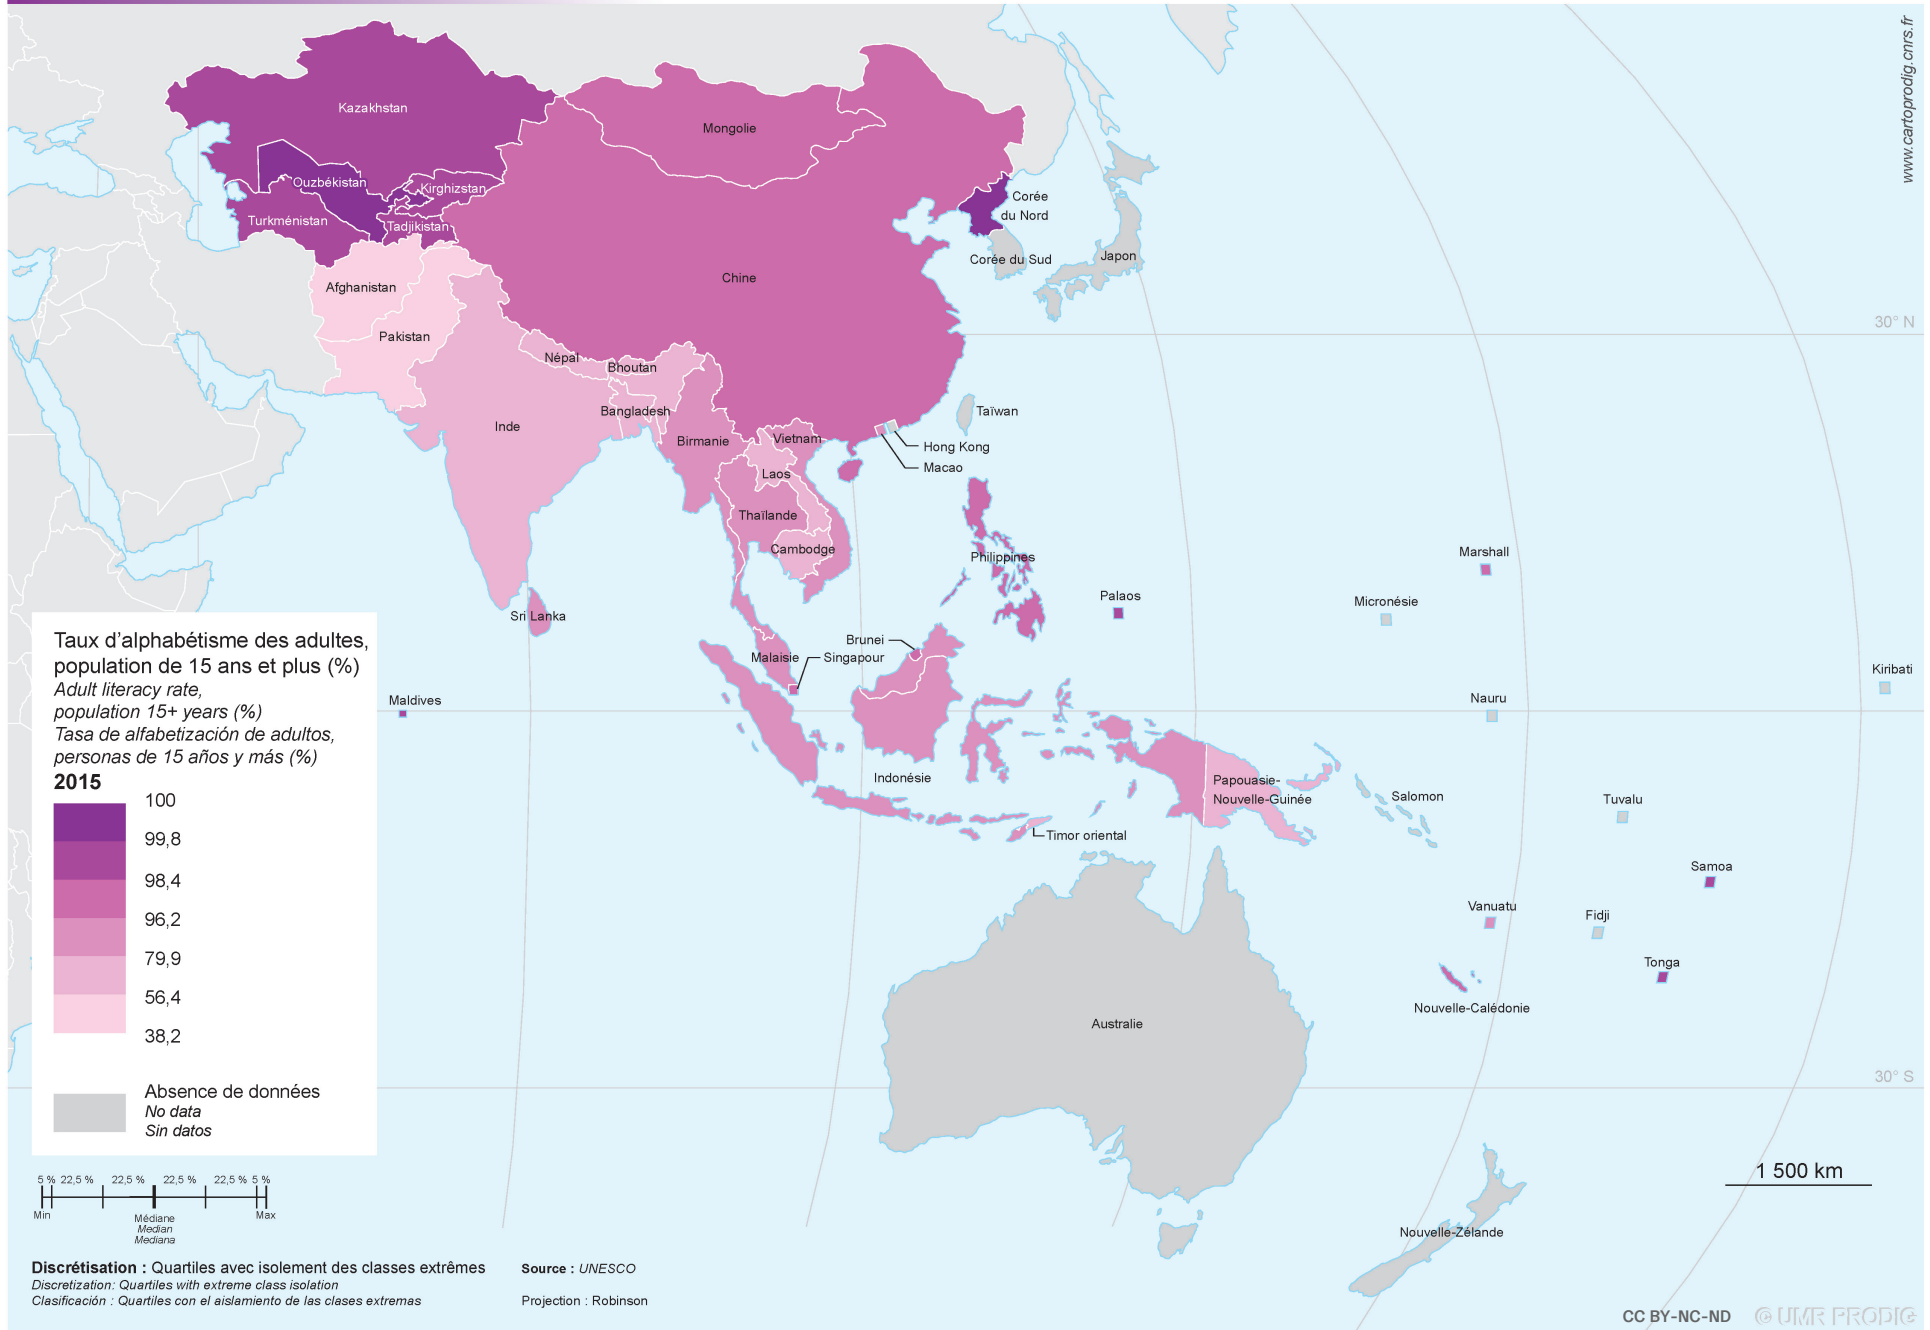 www.cartoprodig.cnrs.fr
Kazakhstan
Mongolie
Ouzbékistan
Kirghizstan
Turkménistan
Tadjikistan
Corée
du Nord
Corée du Sud
Japon
Chine
Afghanistan
Pakistan
30° N
Népal
Bhoutan
Bangladesh
Inde
Taïwan
Birmanie
Vietnam
Hong Kong
Macao
Laos
Thaïlande
Cambodge
Philippines
Marshall
Palaos
Micronésie
Sri Lanka
Brunei
Malaisie
Singapour
Kiribati
Maldives
Nauru
Indonésie
Papouasie-
Nouvelle-Guinée
Salomon
Tuvalu
Timor oriental
Samoa
Vanuatu
Fidji
Tonga
Nouvelle-Calédonie
Australie
30° S
Nouvelle-Zélande
Taux d'alphabétisme des adultes,
population de 15 ans et plus (%)
Adult literacy rate,
population 15+ years (%)
Tasa de alfabetización de adultos,
personas de 15 años y más (%)
2015
100
99,8
98,4
96,2
79,9
56,4
38,2
Absence de données
No data
Sin datos
5 % 22,5 % 22,5 % 22,5 % 22,5 % 5 %
Min
Max
Médiane
Median
Mediana
1 500 km
Discrétisation : Quartiles avec isolement des classes extrêmes
Discretization: Quartiles with extreme class isolation
Clasificación : Quartiles con el aislamiento de las clases extremas
Source : UNESCO
Projection : Robinson
CC BY-NC-ND
© UMR PRODIG